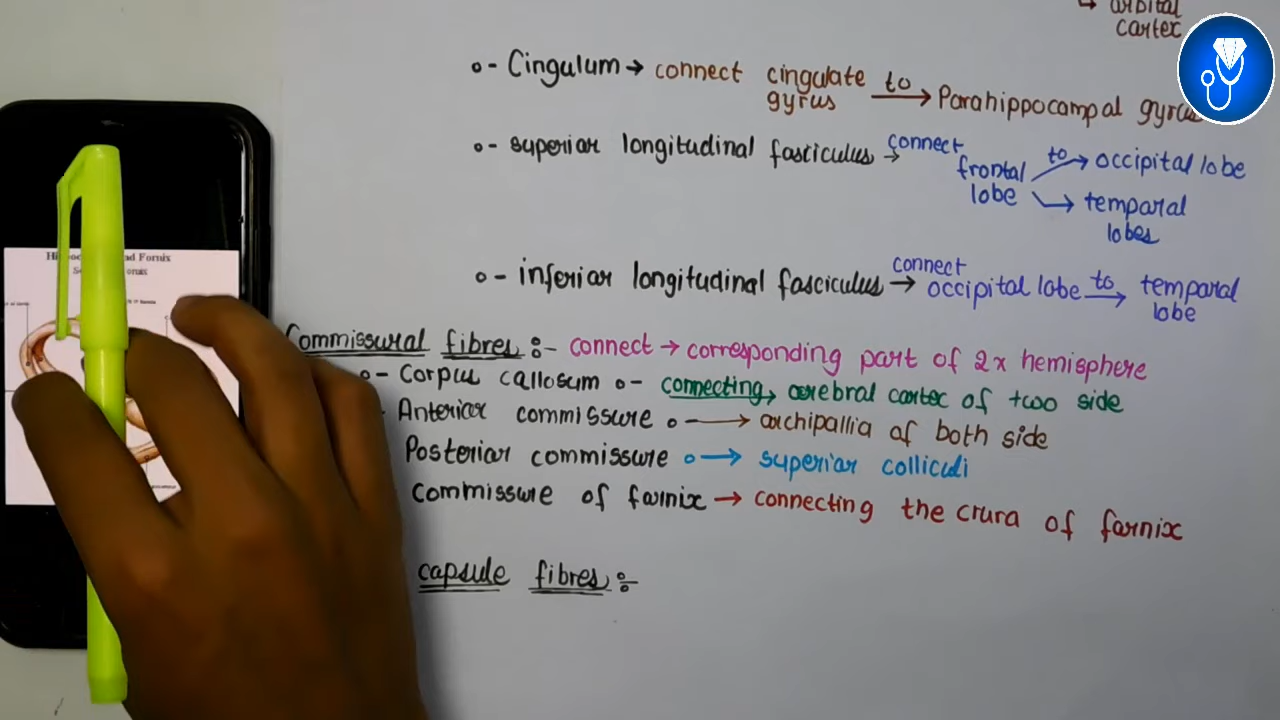 ↳ orbital
cortex
o- Cingulum → connect cingulate gyrus to → Parahippocampal gyrus
o- superior longitudinal fasciculus → connect frontal lobe to → occipital lobe
↘ temporal lobes
o- inferior longitudinal fasciculus → connect occipital lobe to → temporal lobe
Commissural fibres :- connect → corresponding part of 2x hemisphere
o- Corpus callosum o- connecting → cerebral cortex of two side
- Anterior commissure o → archipallia of both side
Posterior commissure o → superior colliculi
Commissure of fornix → connecting the crura of fornix
capsule fibres :-
Fornix